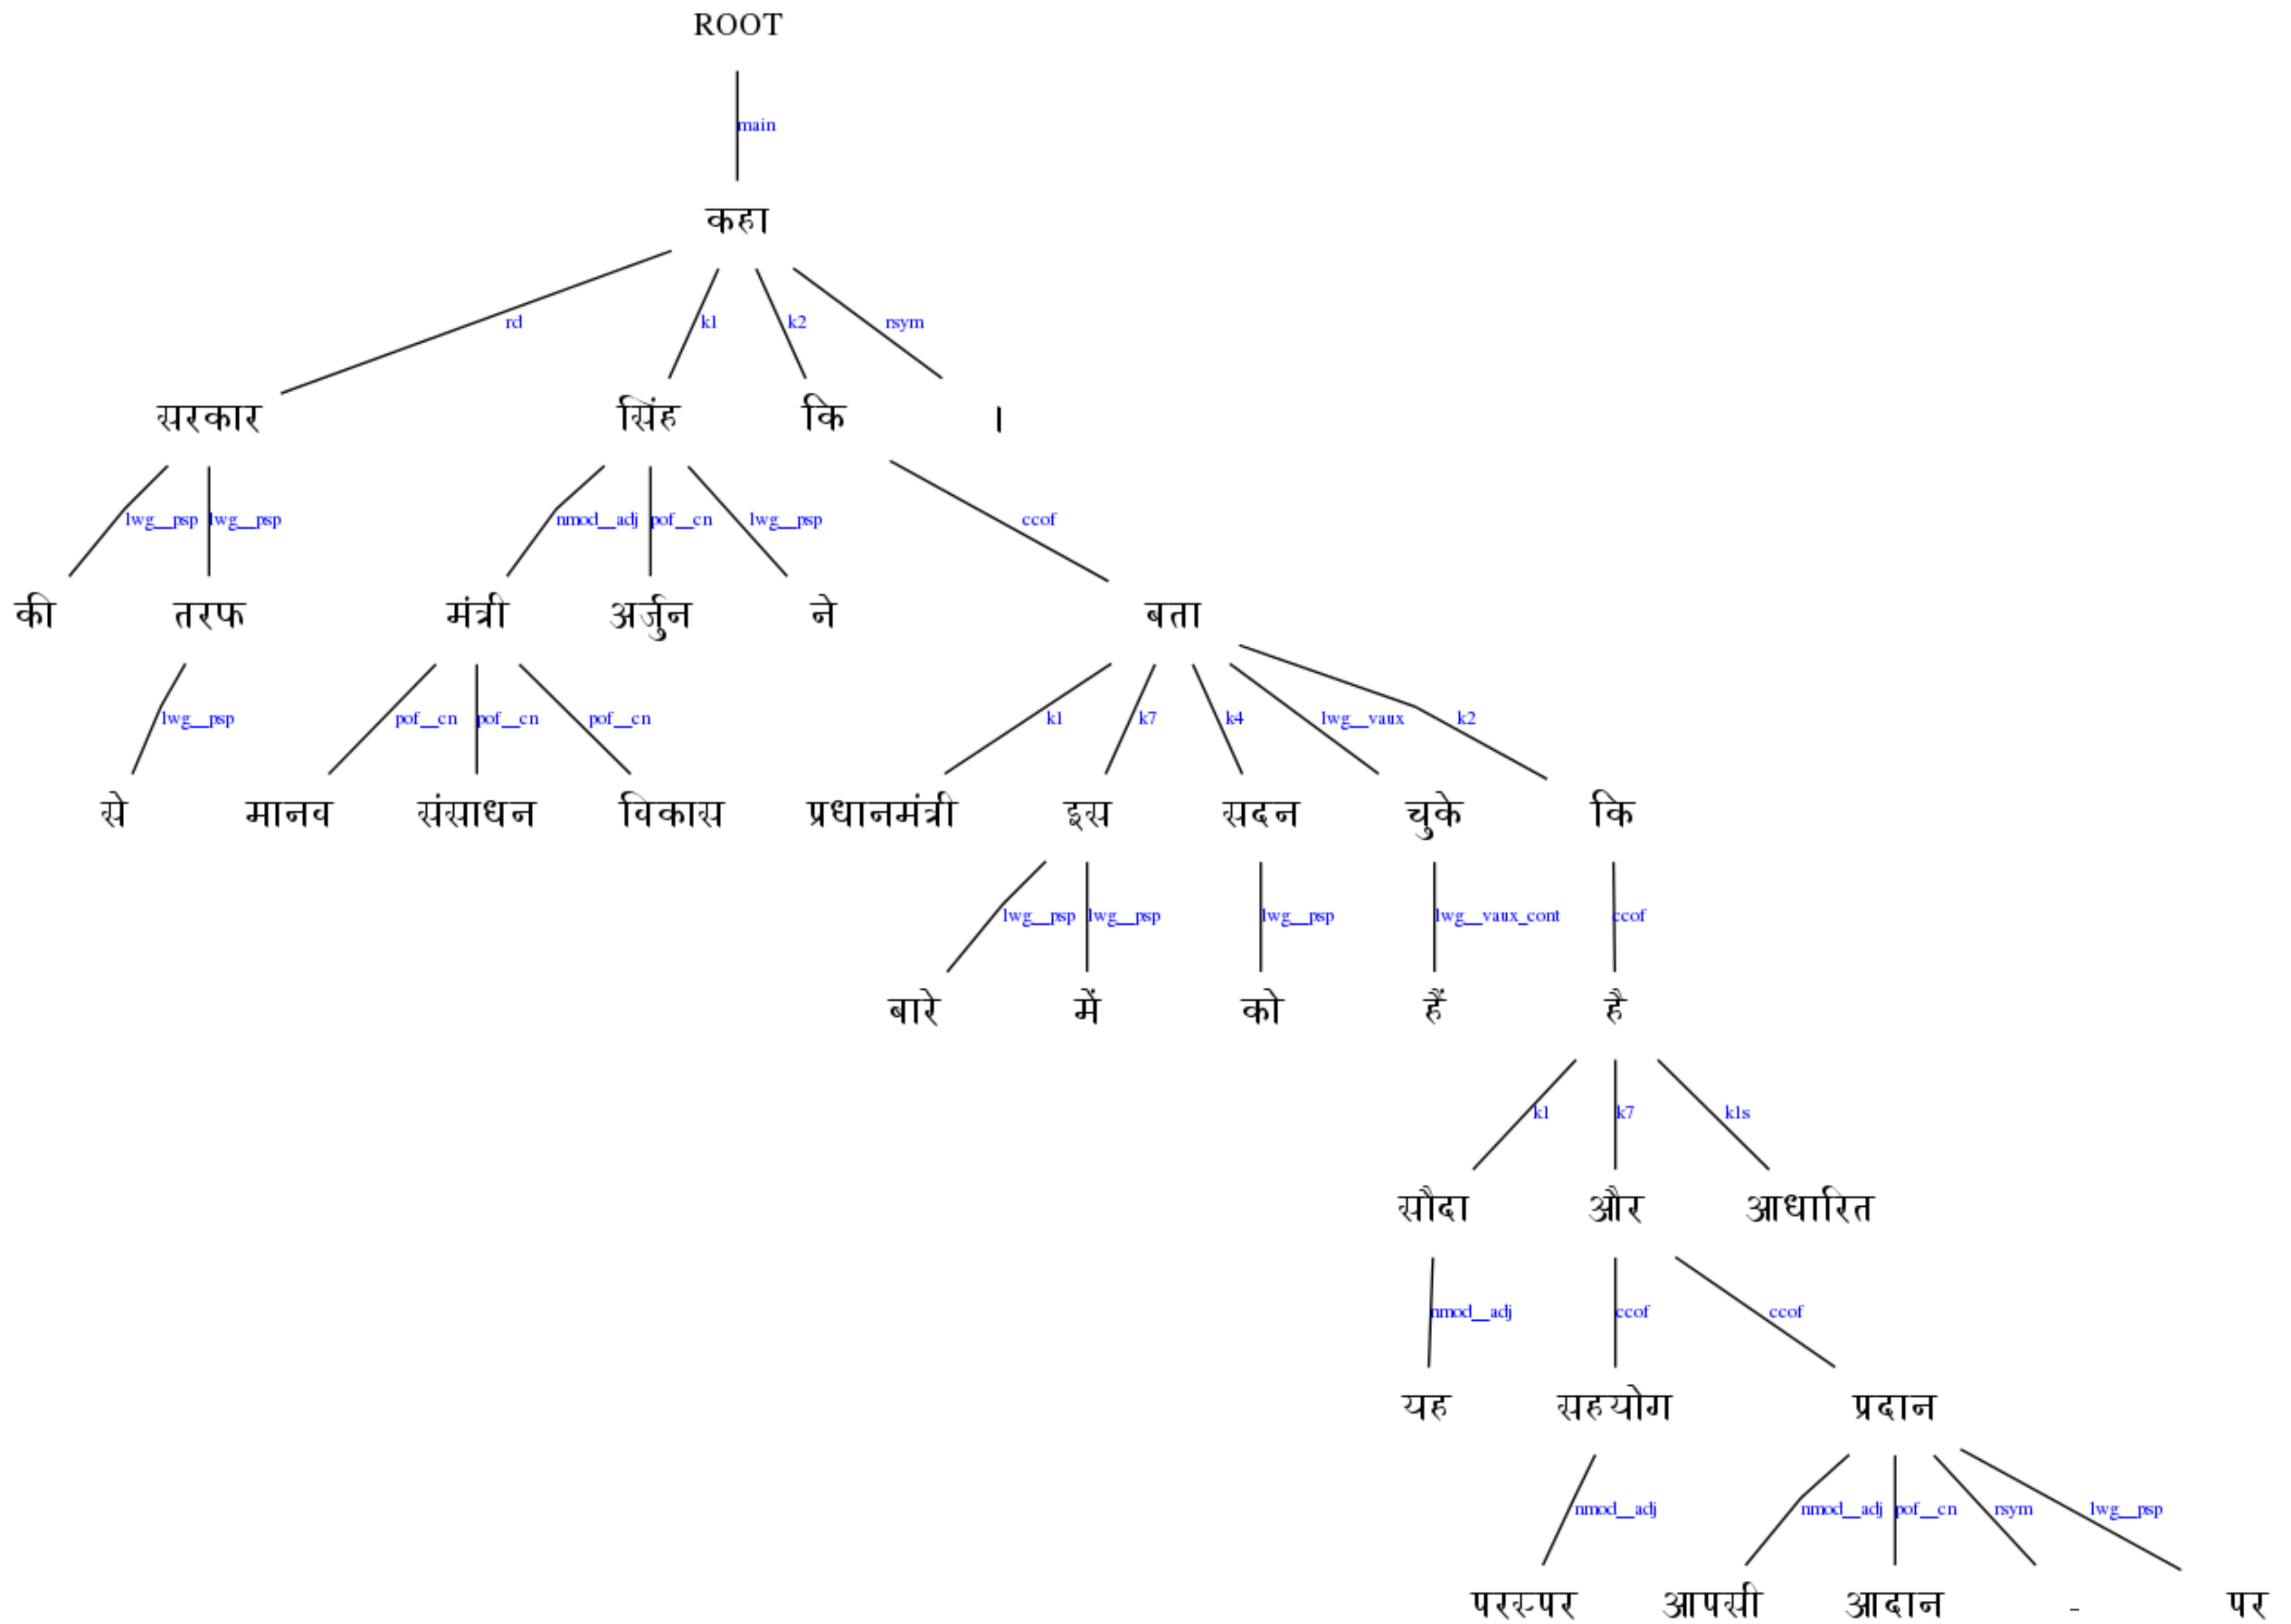 ROOT
main
कहा
rd k1 k2 rsym
सरकार सिंह कि ।
lwg__psp lwg__psp nmod__adj pof__cn lwg__psp ccof
की तरफ मंत्री अर्जुन ने बता
lwg__psp pof__cn pof__cn pof__cn k1 k7 k4 lwg__vaux k2
से मानव संसाधन विकास प्रधानमंत्री इस सदन चुके कि
lwg__psp lwg__psp lwg__psp lwg__vaux_cont ccof
बारे में को हैं है
k1 k7 k1s
सौदा और आधारित
nmod__adj ccof ccof
यह सहयोग प्रदान
nmod__adj nmod__adj pof__cn rsym lwg__psp
परस्पर आपसी आदान - पर